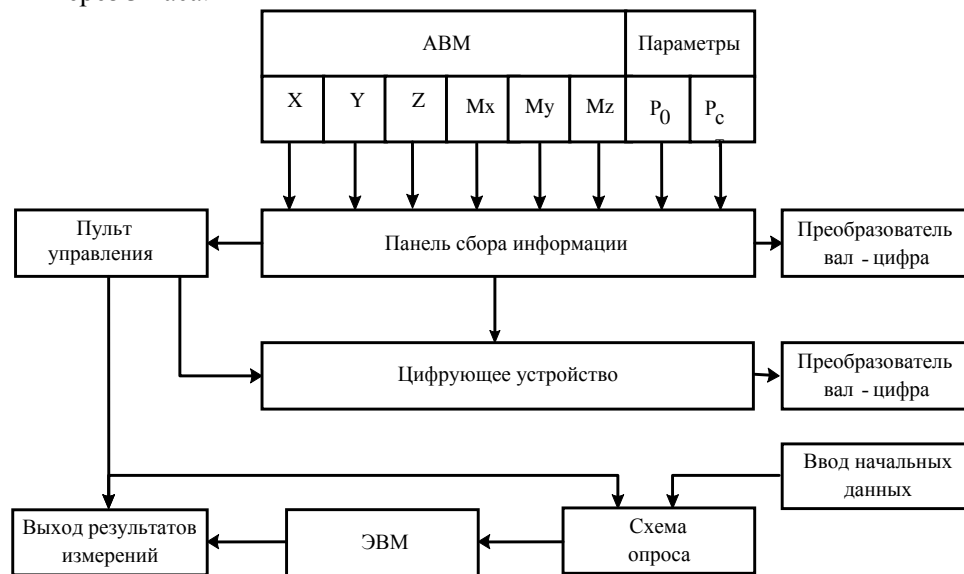 АВМ Параметры
X Y Z Mx My Mz P0 Pc
Пульт
управления
Панель сбора информации
Преобразователь
вал - цифра
Цифрующее устройство
Преобразователь
вал - цифра
Ввод начальных
данных
Выход результатов
измерений
ЭВМ
Схема
опроса